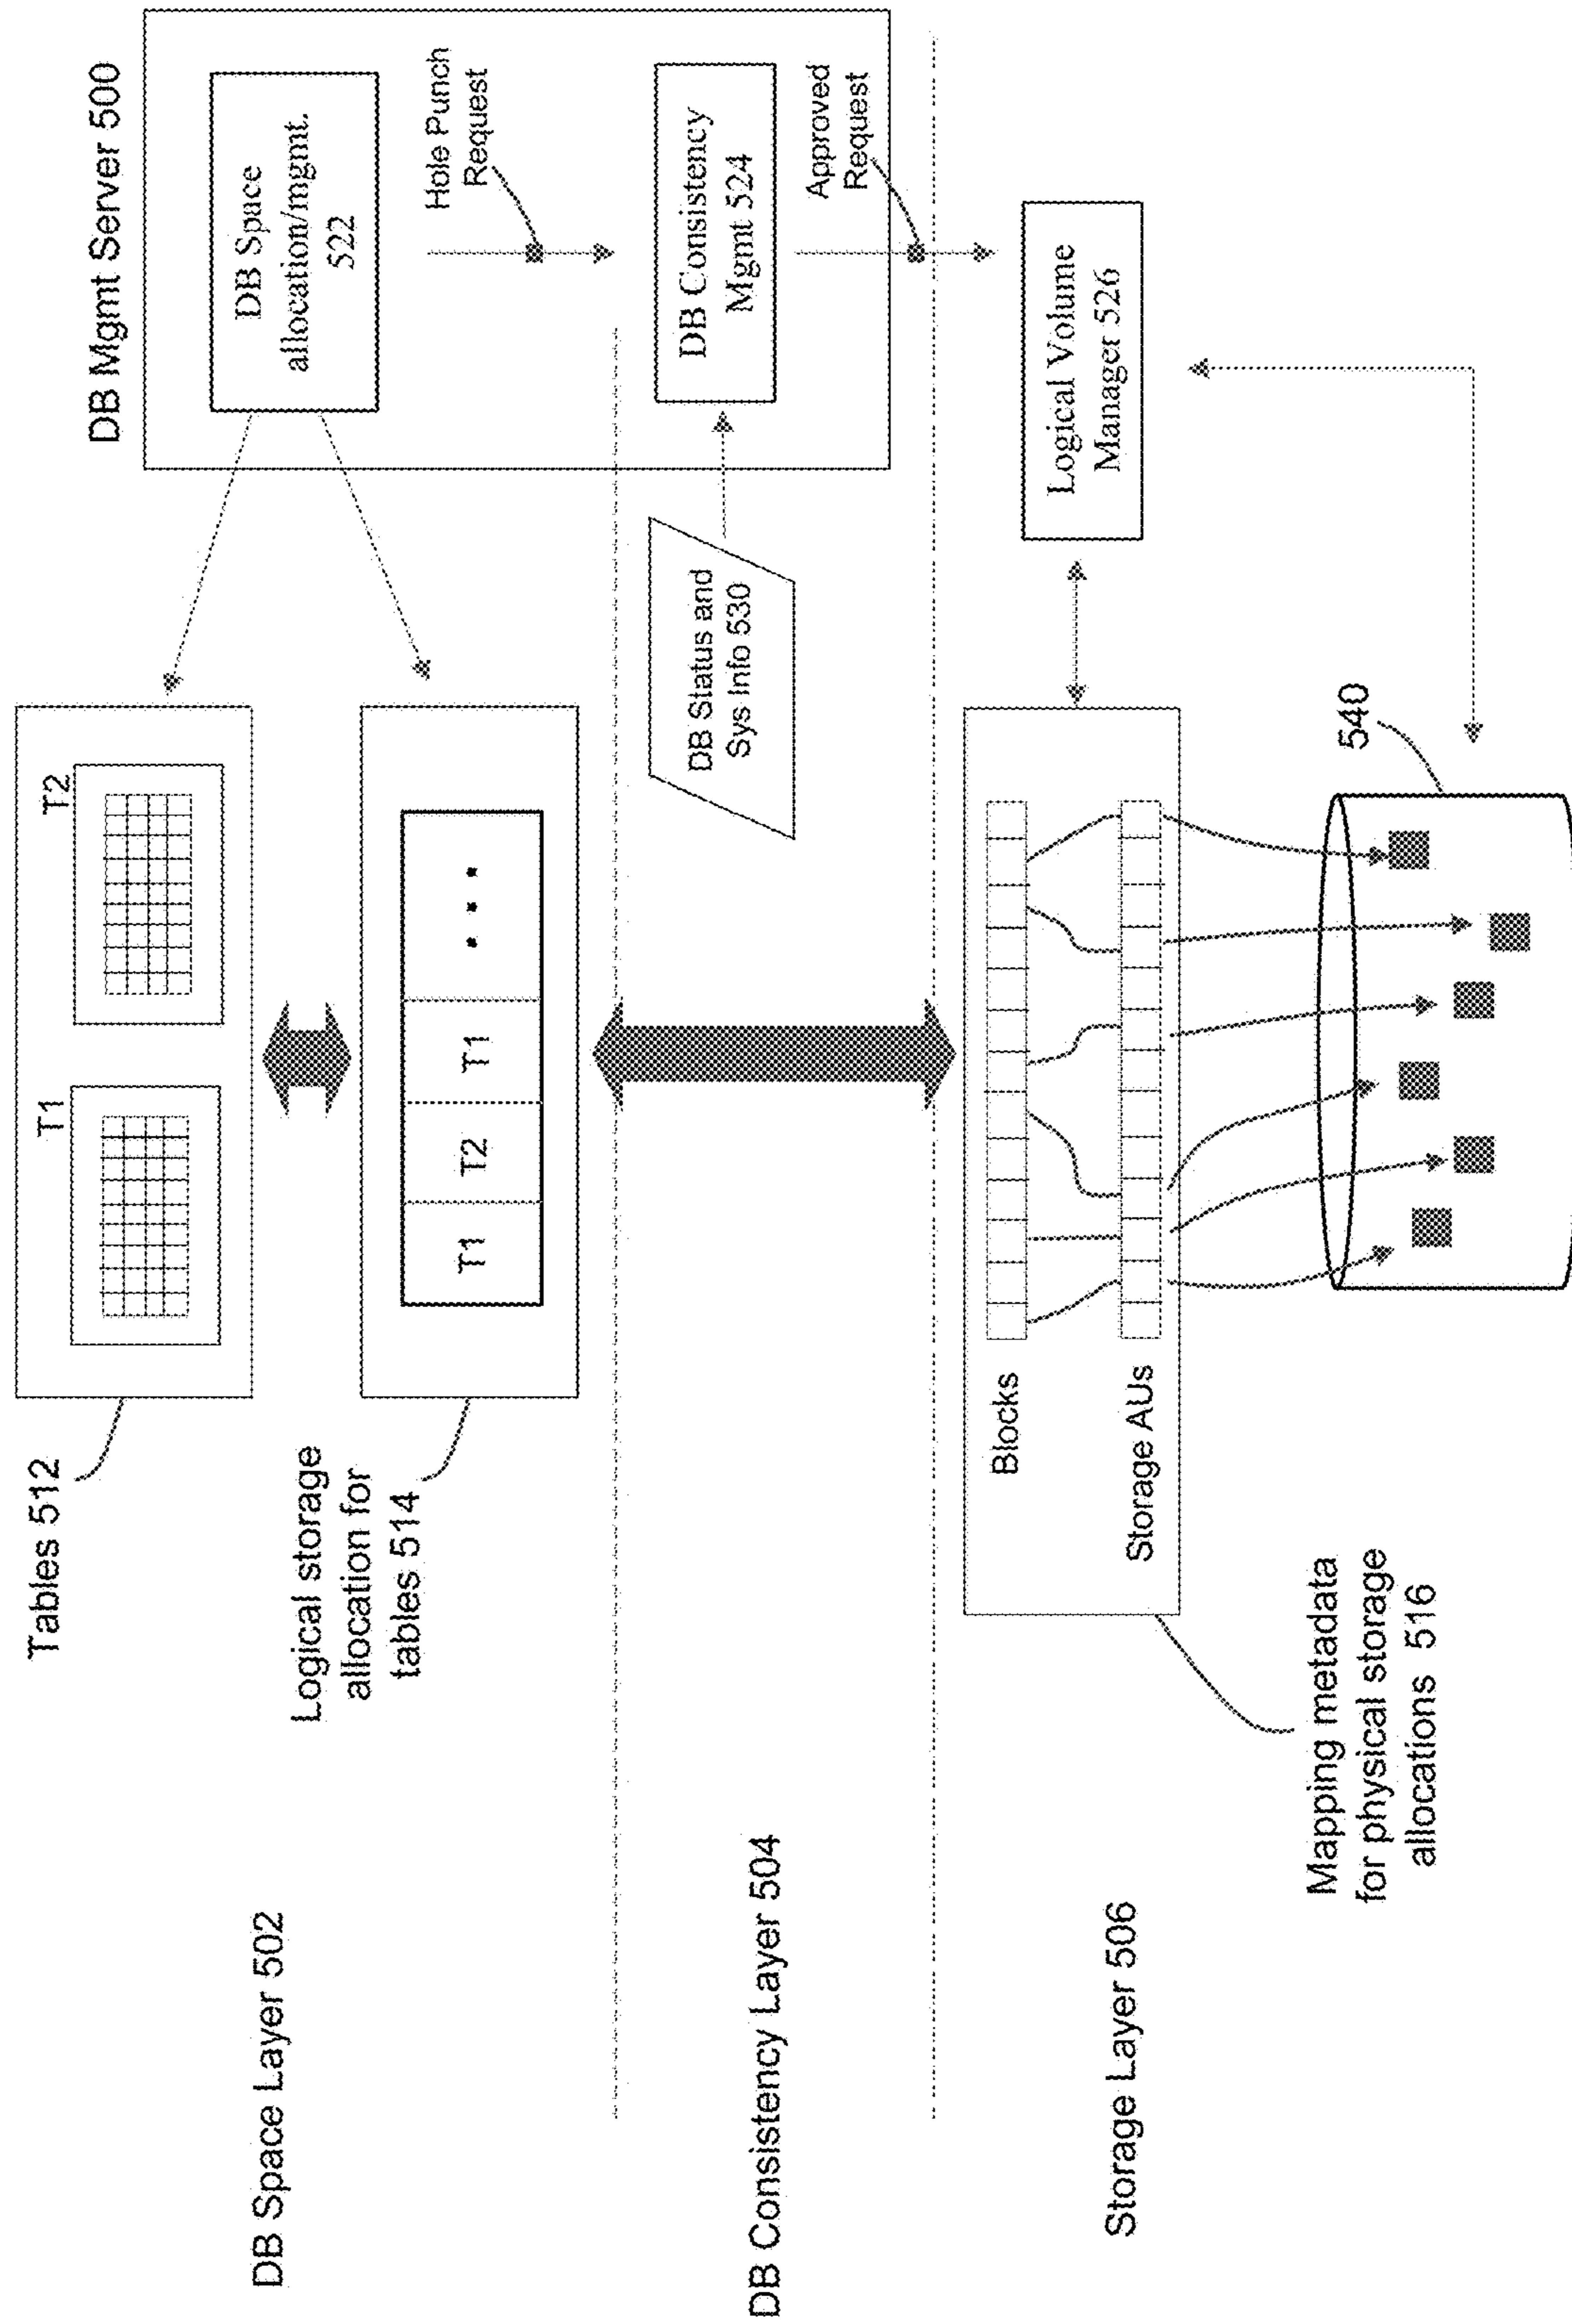 DB Mgmt Server 500
Tables 512
T1
T2
DB Space
allocation/mgmt.
522
DB Space Layer 502
Logical storage
allocation for
tables 514
T1
T2
T1
* * *
Hole Punch
Request
DB Consistency Layer 504
DB Status and
Sys Info 530
DB Consistency
Mgmt 524
Approved
Request
Storage Layer 506
Blocks
Storage AUs
Logical Volume
Manager 526
Mapping metadata
for physical storage
allocations 516
540